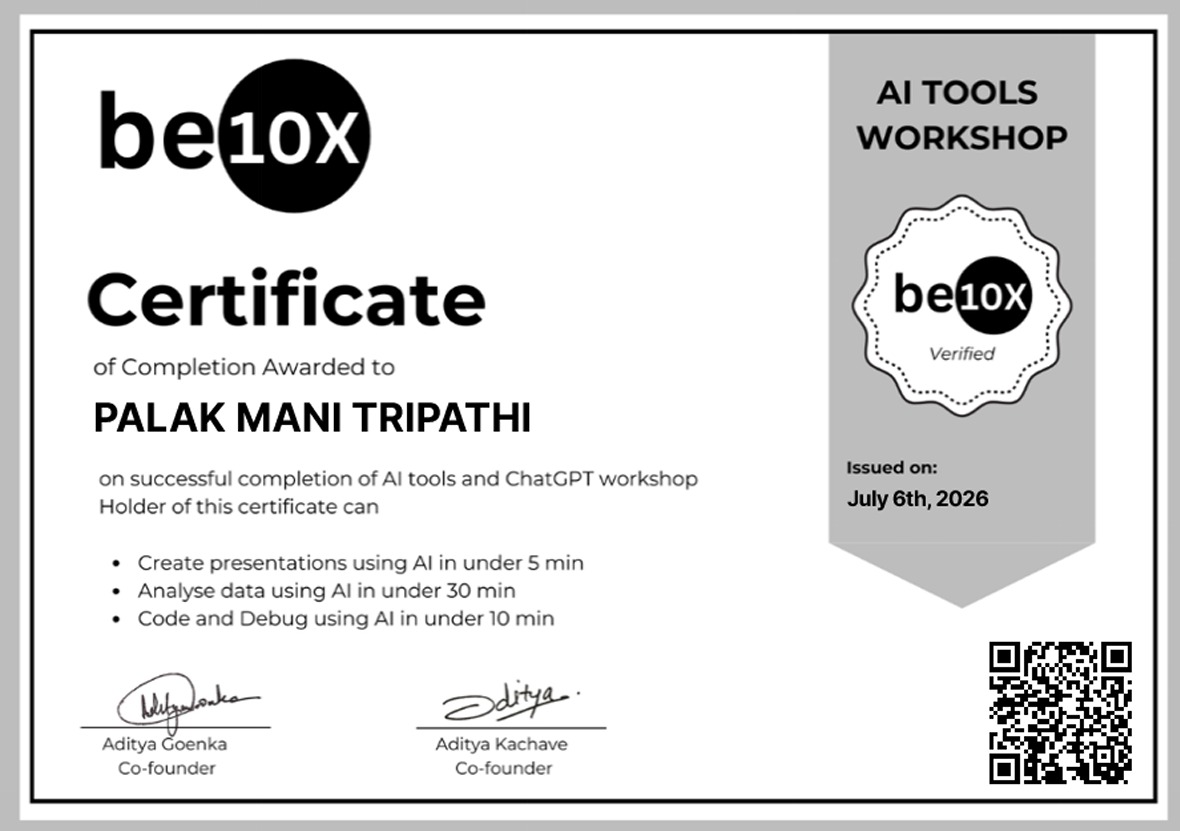 be10X
Certificate
of Completion Awarded to
PALAK MANI TRIPATHI
on successful completion of AI tools and ChatGPT workshop
Holder of this certificate can
• Create presentations using AI in under 5 min
• Analyse data using AI in under 30 min
• Code and Debug using AI in under 10 min
Aditya Goenka
Co-founder
Aditya
Aditya Kachave
Co-founder
AI TOOLS
WORKSHOP
be10X
Verified
Issued on:
July 6th, 2026